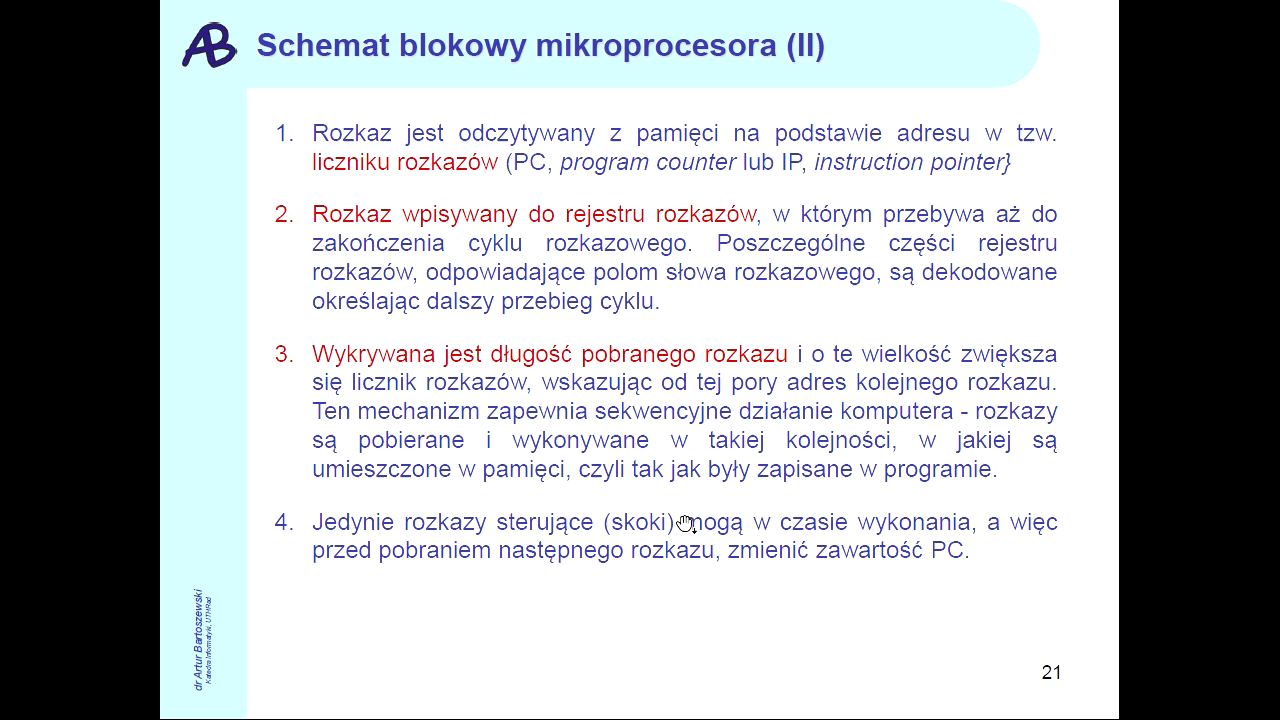 AB
Schemat blokowy mikroprocesora (II)
1. Rozkaz jest odczytywany z pamięci na podstawie adresu w tzw.
liczniku rozkazów (PC, program counter lub IP, instruction pointer}
2. Rozkaz wpisywany do rejestru rozkazów, w którym przebywa aż do
zakończenia cyklu rozkazowego. Poszczególne części rejestru
rozkazów, odpowiadające polom słowa rozkazowego, są dekodowane
określając dalszy przebieg cyklu.
3. Wykrywana jest długość pobranego rozkazu i o te wielkość zwiększa
się licznik rozkazów, wskazując od tej pory adres kolejnego rozkazu.
Ten mechanizm zapewnia sekwencyjne działanie komputera - rozkazy
są pobierane i wykonywane w takiej kolejności, w jakiej są
umieszczone w pamięci, czyli tak jak były zapisane w programie.
4. Jedynie rozkazy sterujące (skoki) mogą w czasie wykonania, a więc
przed pobraniem następnego rozkazu, zmienić zawartość PC.
dr Artur Bartoszewski
Katedra Informatyki, UTHRad
21